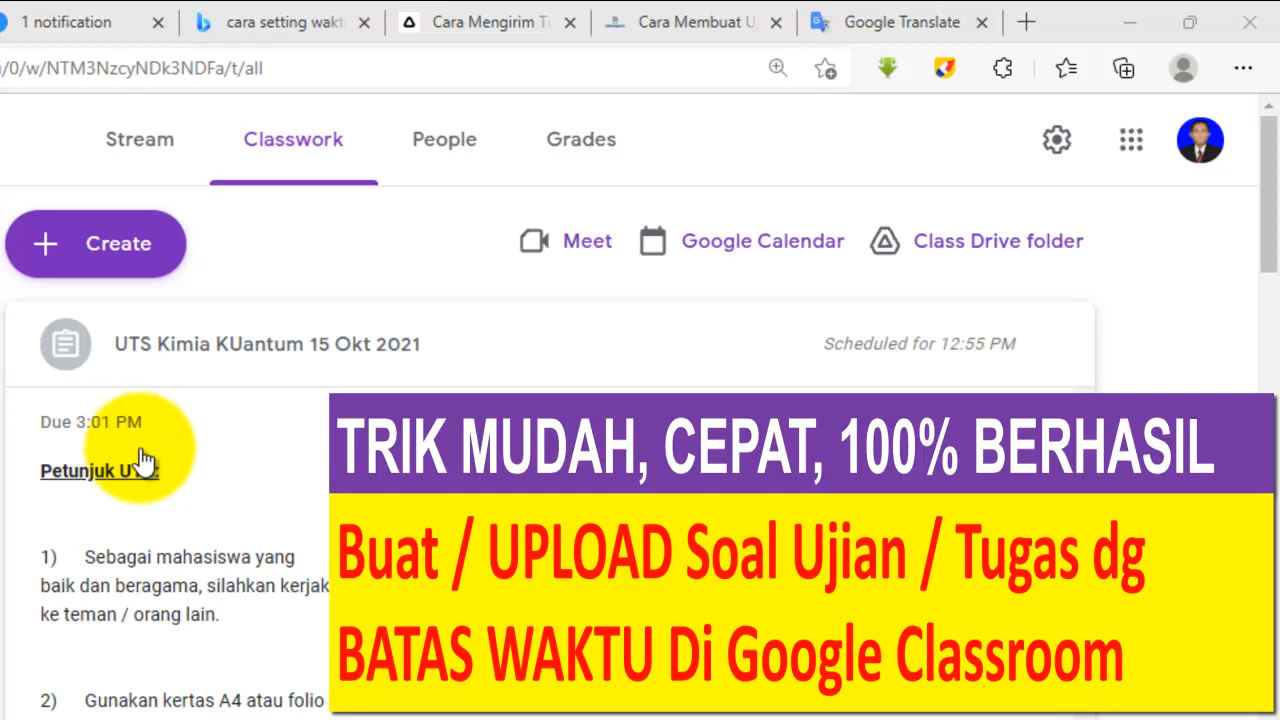 1 notification
cara setting wakt
Cara Mengirim Tu
Cara Membuat Uj
Google Translate
/0/w/NTM3NzcyNDk3NDFa/t/all
Stream
Classwork
People
Grades
Create
Meet
Google Calendar
Class Drive folder
UTS Kimia KUantum 15 Okt 2021
Scheduled for 12:55 PM
Due 3:01 PM
Petunjuk UTS:
1) Sebagai mahasiswa yang
baik dan beragama, silahkan kerjak
ke teman / orang lain.
2) Gunakan kertas A4 atau folio
TRIK MUDAH, CEPAT, 100% BERHASIL
Buat / UPLOAD Soal Ujian / Tugas dg
BATAS WAKTU Di Google Classroom